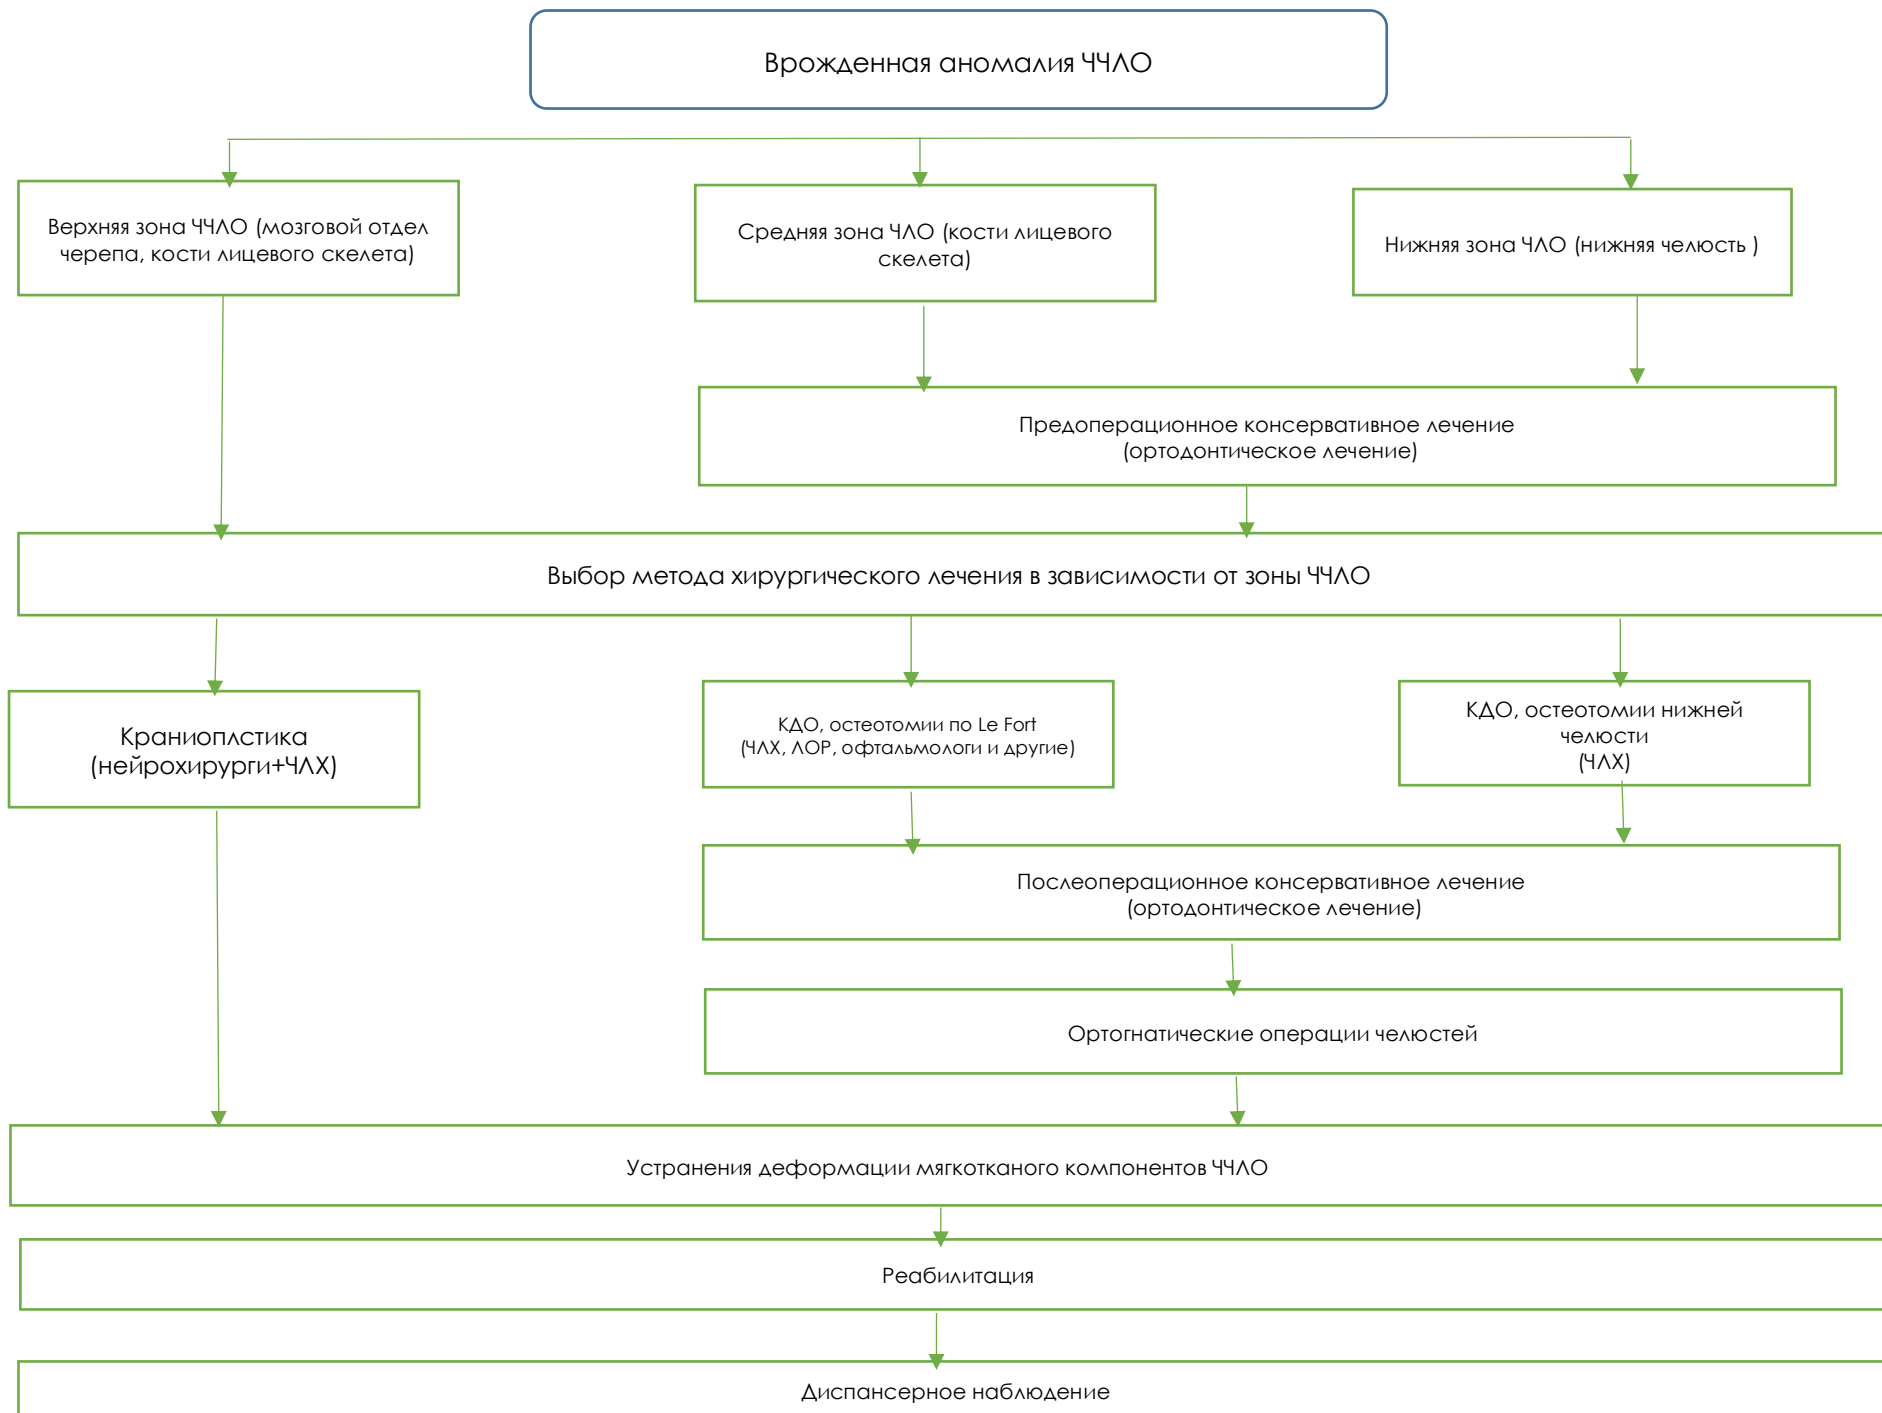 Врожденная аномалия ЧЧЛО
Верхняя зона ЧЧЛО (мозговой отдел
черепа, кости лицевого скелета)
Средняя зона ЧЛО (кости лицевого
скелета)
Нижняя зона ЧЛО (нижняя челюсть )
Предоперационное консервативное лечение
(ортодонтическое лечение)
Выбор метода хирургического лечения в зависимости от зоны ЧЧЛО
Краниопластика
(нейрохирурги+ЧЛХ)
КДО, остеотомии по Le Fort
(ЧЛХ, ЛОР, офтальмологи и другие)
КДО, остеотомии нижней
челюсти
(ЧЛХ)
Послеоперационное консервативное лечение
(ортодонтическое лечение)
Ортогнатические операции челюстей
Устранения деформации мягкотканого компонентов ЧЧЛО
Реабилитация
Диспансерное наблюдение